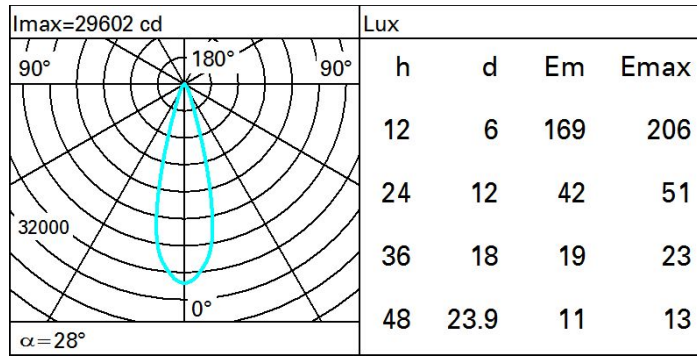 Imax=29602 cd
Lux
90° 180° 90°
h d Em Emax
12 6 169 206
24 12 42 51
32000
36 18 19 23
0°
48 23.9 11 13
α=28°